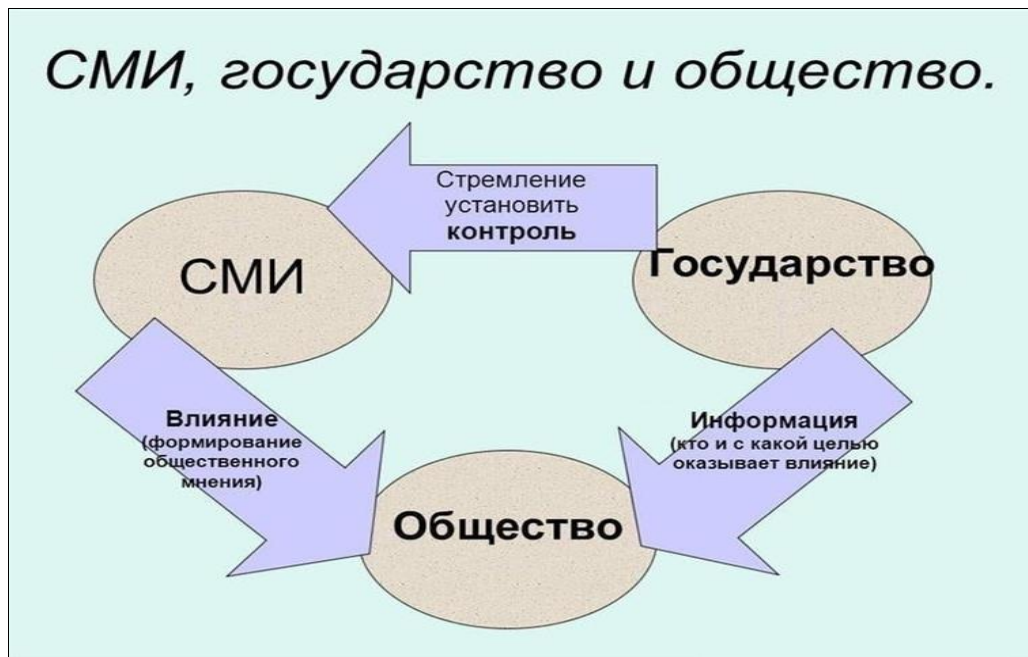 СМИ, государство и общество.
Стремление
установить
контроль
СМИ
Государство
Влияние
(формирование
общественного
мнения)
Информация
(кто и с какой целью
оказывает влияние)
Общество